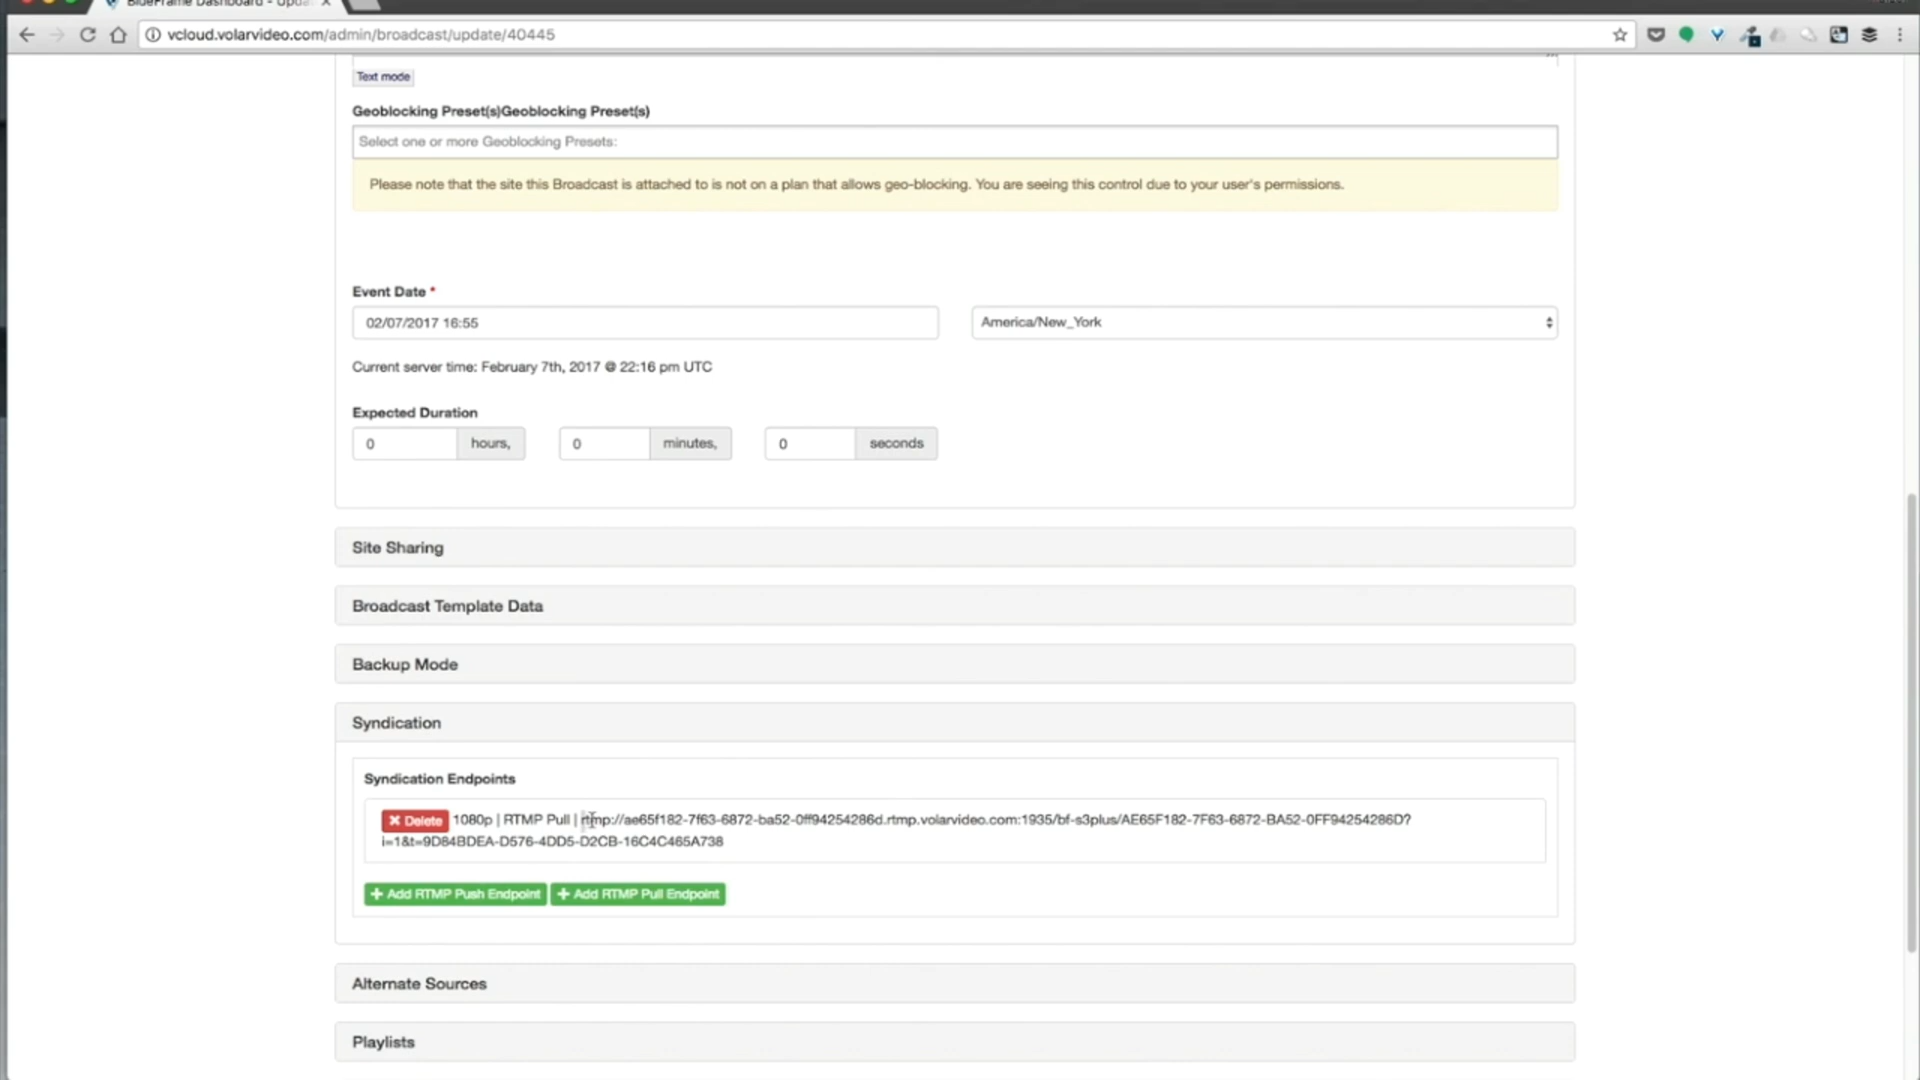 BlueFrame Dashboard - Upda
vcloud.volarvideo.com/admin/broadcast/update/40445
Text mode
Geoblocking Preset(s)Geoblocking Preset(s)
Select one or more Geoblocking Presets:
Please note that the site this Broadcast is attached to is not on a plan that allows geo-blocking. You are seeing this control due to your user's permissions.
Event Date *
02/07/2017 16:55
America/New_York
Current server time: February 7th, 2017 @ 22:16 pm UTC
Expected Duration
0 hours, 0 minutes, 0 seconds
Site Sharing
Broadcast Template Data
Backup Mode
Syndication
Syndication Endpoints
Delete 1080p | RTMP Pull | rtmp://ae65f182-7f63-6872-ba52-0ff94254286d.rtmp.volarvideo.com:1935/bf-s3plus/AE65F182-7F63-6872-BA52-0FF94254286D?
i=1&t=9D84BDEA-D576-4DD5-D2CB-16C4C465A738
Add RTMP Push Endpoint Add RTMP Pull Endpoint
Alternate Sources
Playlists